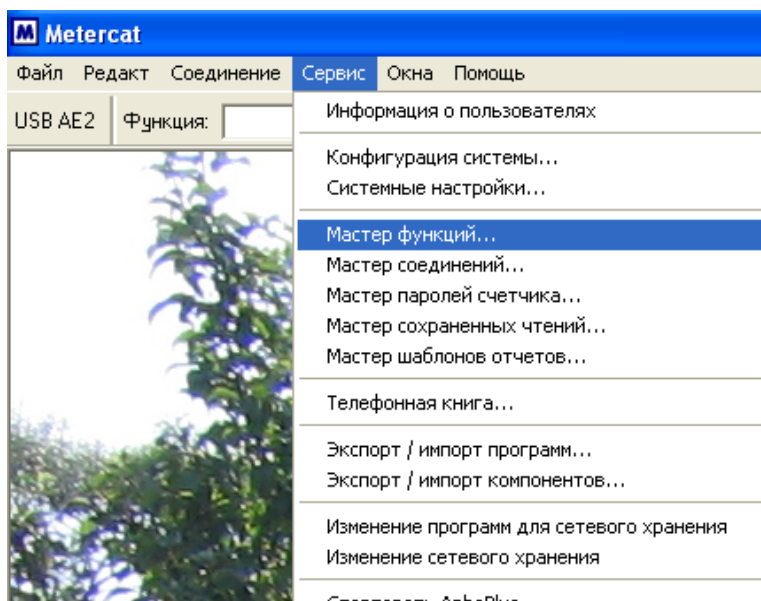 Metercat
Файл Редакт Соединение Сервис Окна Помощь
USB AE2 Функция:
Информация о пользователях
Конфигурация системы...
Системные настройки...
Мастер функций...
Мастер соединений...
Мастер паролей счетчика...
Мастер сохраненных чтений...
Мастер шаблонов отчетов...
Телефонная книга...
Экспорт / импорт программ...
Экспорт / импорт компонентов...
Изменение программ для сетевого хранения
Изменение сетевого хранения